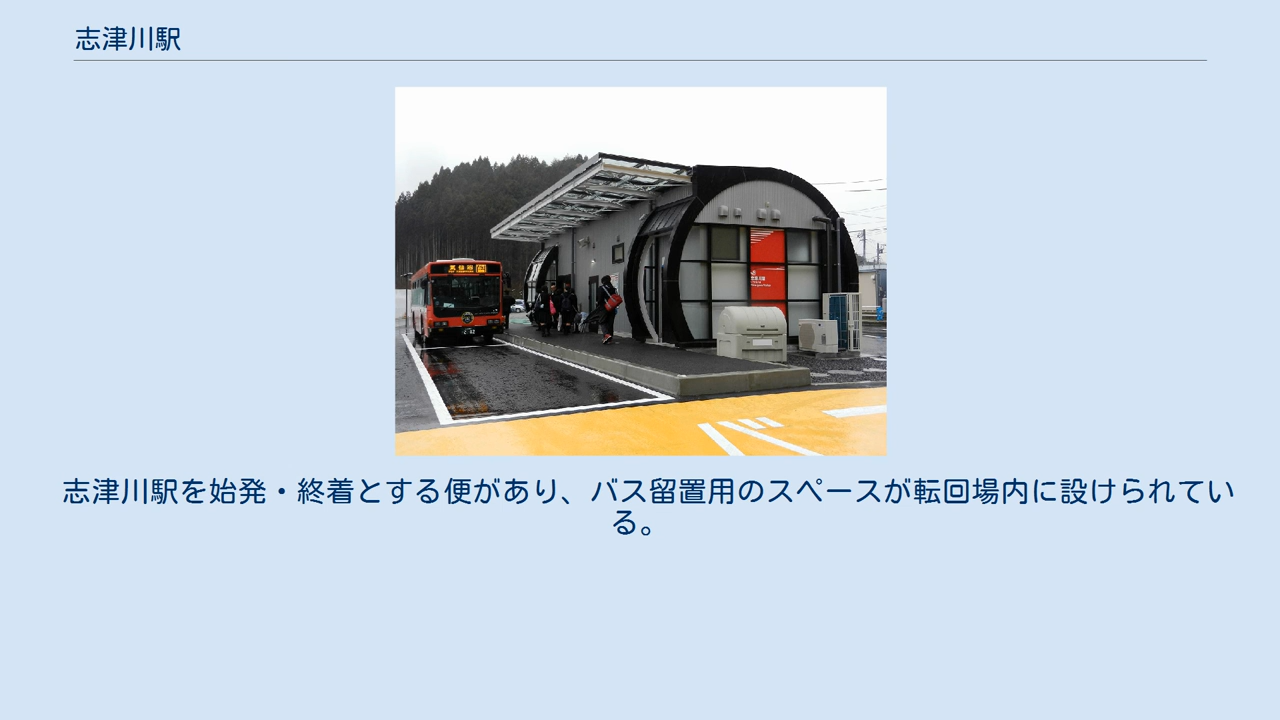 志津川駅
志津川駅を始発・終着とする便があり、バス留置用のスペースが転回場内に設けられてい
る。
バ